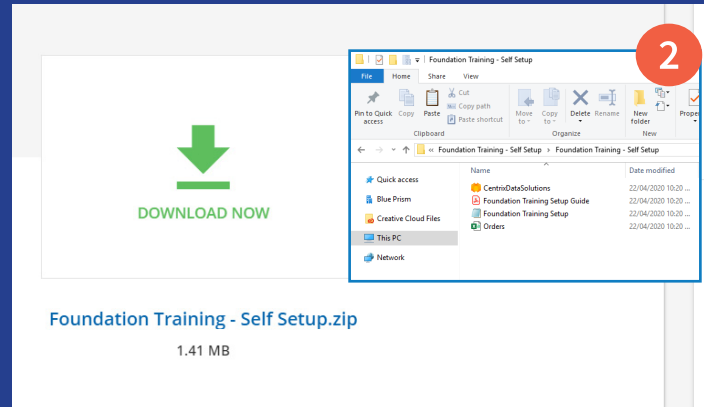 2
Foundation Training - Self Setup
File Home Share View
Pin to Quick access
Copy
Paste
Cut
Copy path
Paste shortcut
Move to
Copy to
Delete
Rename
New folder
Clipboard
Organize
New
« Foundation Training - Self Setup › Foundation Training - Self Setup
Name Date modified
Quick access
Blue Prism
Creative Cloud Files
This PC
Network
CentrixDataSolutions 22/04/2020 10:20 ...
Foundation Training Setup Guide 22/04/2020 10:20 ...
Foundation Training Setup 22/04/2020 10:20 ...
Orders 22/04/2020 10:20 ...
DOWNLOAD NOW
Foundation Training - Self Setup.zip
1.41 MB